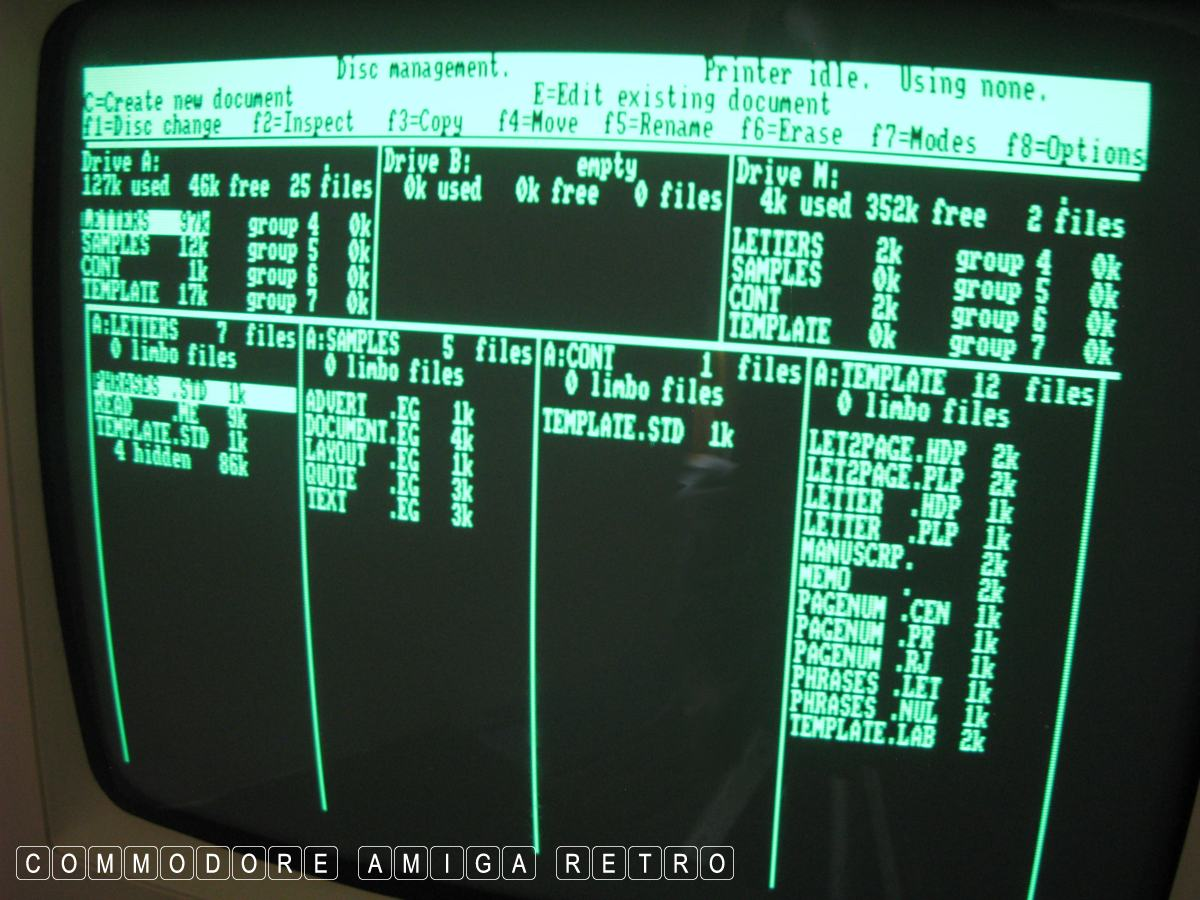 Disc management. Printer idle. Using none.
C=Create new document E=Edit existing document
f1=Disc change f2=Inspect f3=Copy f4=Move f5=Rename f6=Erase f7=Modes f8=Options
Drive A:
127k used 46k free 25 files
LETTERS 97k group 4 0k
SAMPLES 12k group 5 0k
CONT 1k group 6 0k
TEMPLATE 17k group 7 0k
Drive B: empty
0k used 0k free 0 files
Drive M:
4k used 352k free 2 files
LETTERS 2k group 4 0k
SAMPLES 0k group 5 0k
CONT 2k group 6 0k
TEMPLATE 0k group 7 0k
A:LETTERS 7 files
0 limbo files
PHRASES .STD 1k
READ .ME 9k
TEMPLATE.STD 1k
4 hidden 86k
A:SAMPLES 5 files
0 limbo files
ADVERT .EG 1k
DOCUMENT.EG 4k
LAYOUT .EG 1k
QUOTE .EG 3k
TEXT .EG 3k
A:CONT 1 files
0 limbo files
TEMPLATE.STD 1k
A:TEMPLATE 12 files
0 limbo files
LET2PAGE.HDP 2k
LET2PAGE.PLP 2k
LETTER .HDP 1k
LETTER .PLP 1k
MANUSCRP. 2k
MEMO . 2k
PAGENUM .CEN 1k
PAGENUM .PR 1k
PAGENUM .RJ 1k
PHRASES .LET 1k
PHRASES .NUL 1k
TEMPLATE.LAB 2k
COMMODORE AMIGA RETRO